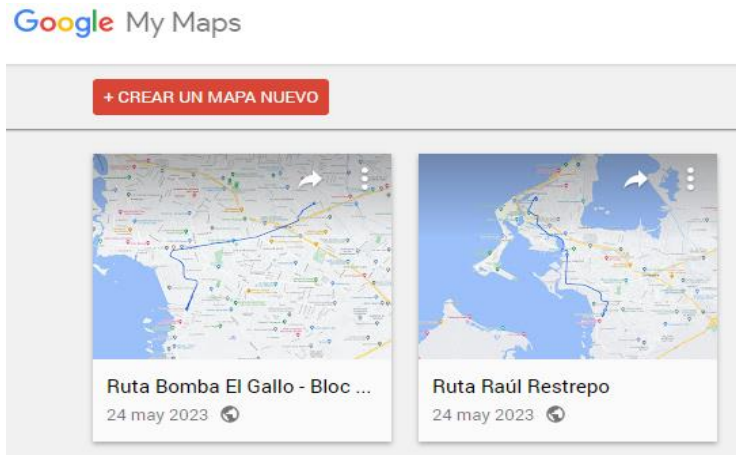 Google My Maps
+ CREAR UN MAPA NUEVO
Ruta Bomba El Gallo - Bloc ...
24 may 2023
Ruta Raúl Restrepo
24 may 2023